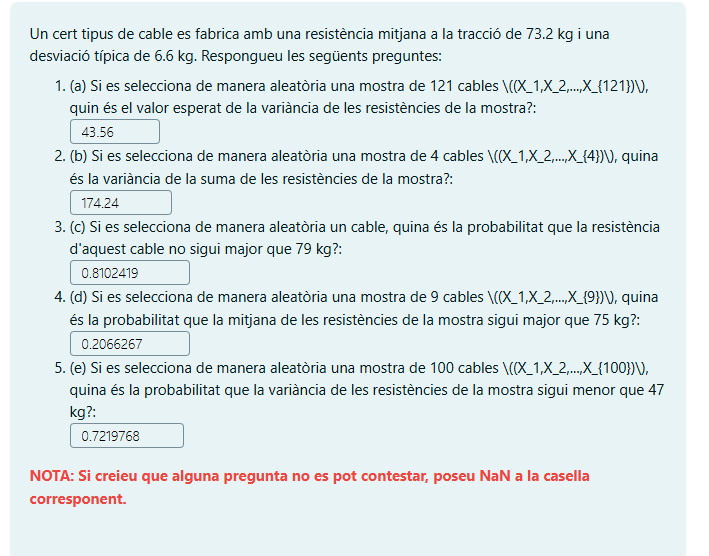 Un cert tipus de cable es fabrica amb una resistència mitjana a la tracció de 73.2 kg i una
desviació típica de 6.6 kg. Respongueu les següents preguntes:
1. (a) Si es selecciona de manera aleatòria una mostra de 121 cables \((X_1,X_2,...,X_{121})\),
quin és el valor esperat de la variància de les resistències de la mostra?:
43.56
2. (b) Si es selecciona de manera aleatòria una mostra de 4 cables \((X_1,X_2,...,X_{4})\), quina
és la variància de la suma de les resistències de la mostra?:
174.24
3. (c) Si es selecciona de manera aleatòria un cable, quina és la probabilitat que la resistència
d'aquest cable no sigui major que 79 kg?:
0.8102419
4. (d) Si es selecciona de manera aleatòria una mostra de 9 cables \((X_1,X_2,...,X_{9})\), quina
és la probabilitat que la mitjana de les resistències de la mostra sigui major que 75 kg?:
0.2066267
5. (e) Si es selecciona de manera aleatòria una mostra de 100 cables \((X_1,X_2,...,X_{100})\),
quina és la probabilitat que la variància de les resistències de la mostra sigui menor que 47
kg?:
0.7219768
NOTA: Si creieu que alguna pregunta no es pot contestar, poseu NaN a la casella
corresponent.